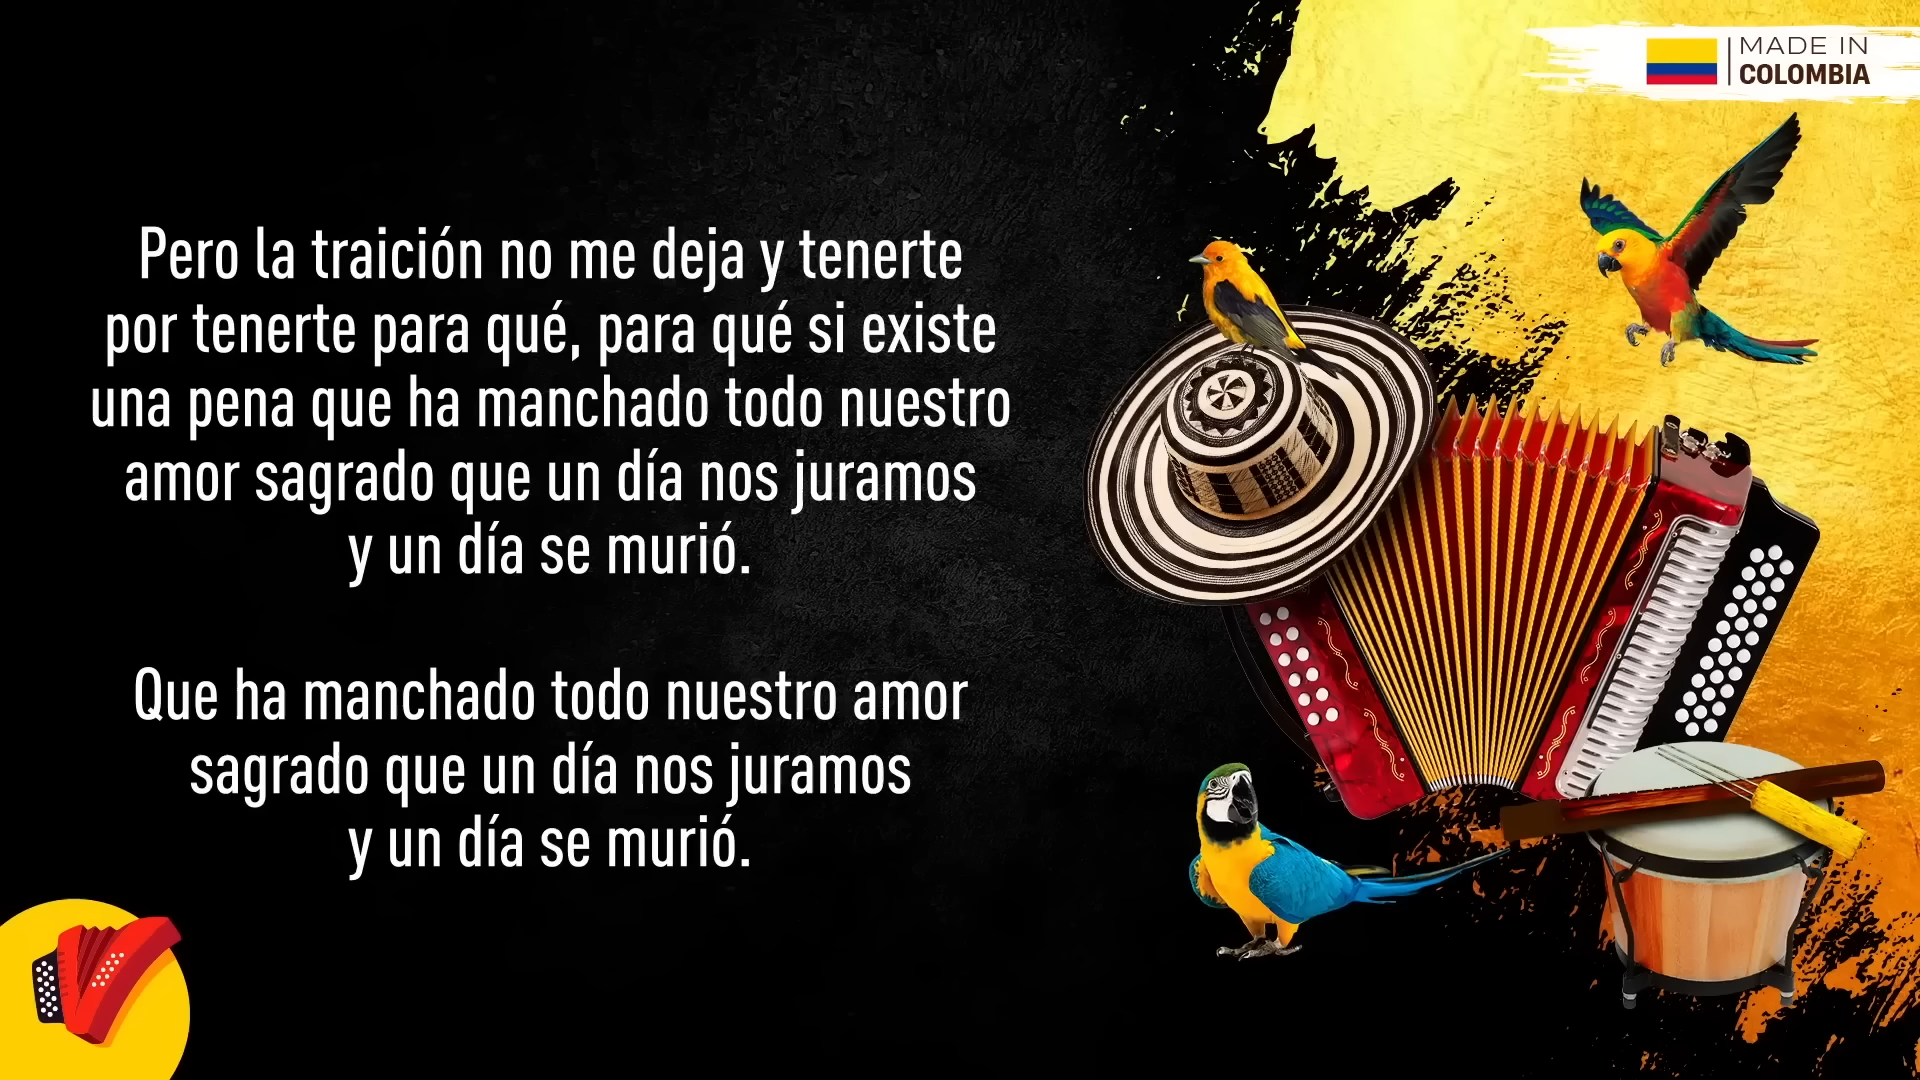 MADE IN
COLOMBIA
Pero la traición no me deja y tenerte
por tenerte para qué, para qué si existe
una pena que ha manchado todo nuestro
amor sagrado que un día nos juramos
y un día se murió.
Que ha manchado todo nuestro amor
sagrado que un día nos juramos
y un día se murió.